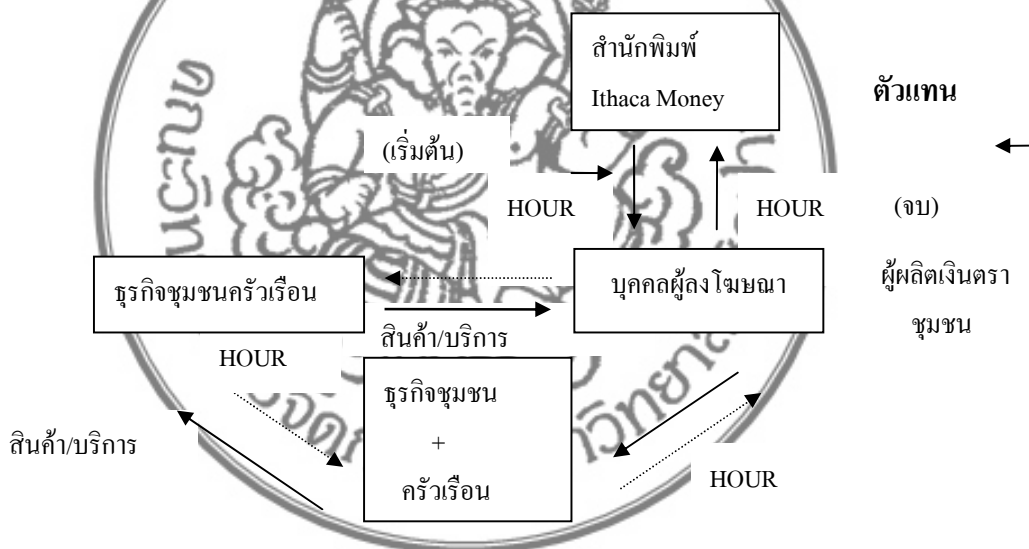 สำนักพิมพ์
Ithaca Money
ตัวแทน
(เริ่มต้น)
HOUR
HOUR
(จบ)
ธุรกิจชุมชนครัวเรือน
บุคคลผู้ลงโฆษณา
ผู้ผลิตเงินตรา
ชุมชน
สินค้า/บริการ
HOUR
ธุรกิจชุมชน
+
ครัวเรือน
สินค้า/บริการ
HOUR